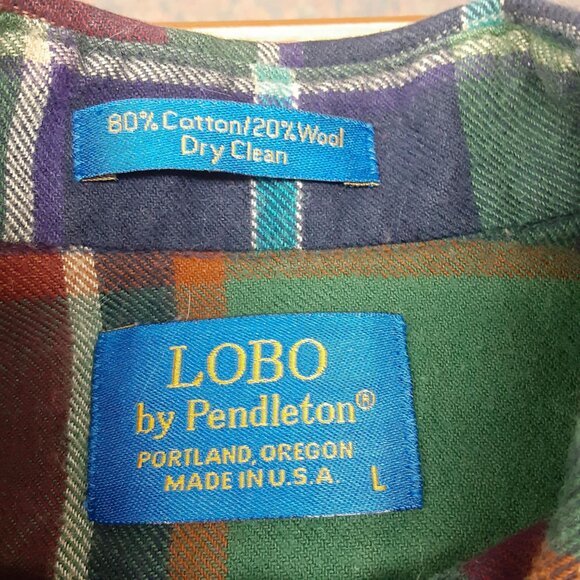 80% Cotton/20% Wool
Dry Clean
LOBO
by Pendleton®
PORTLAND, OREGON
MADE IN U.S.A. L